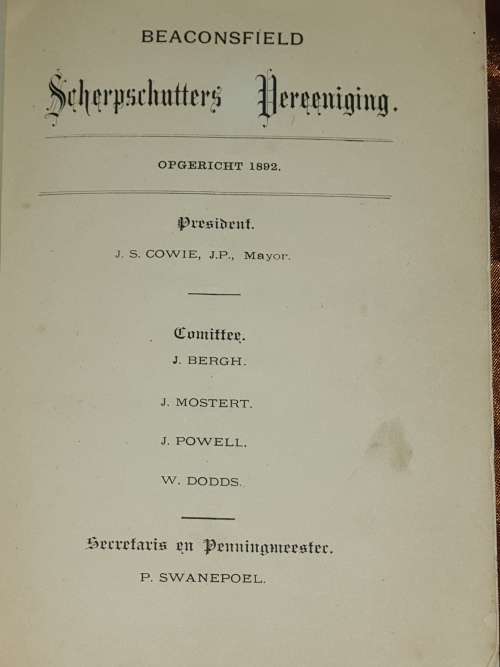 BEACONSFIELD
Scherpschutters Vereeniging.
OPGERICHT 1892.
President.
J. S. COWIE, J.P., Mayor.
Comittee.
J. BERGH.
J. MOSTERT.
J. POWELL.
W. DODDS.
Secretaris en Penningmeester.
P. SWANEPOEL.